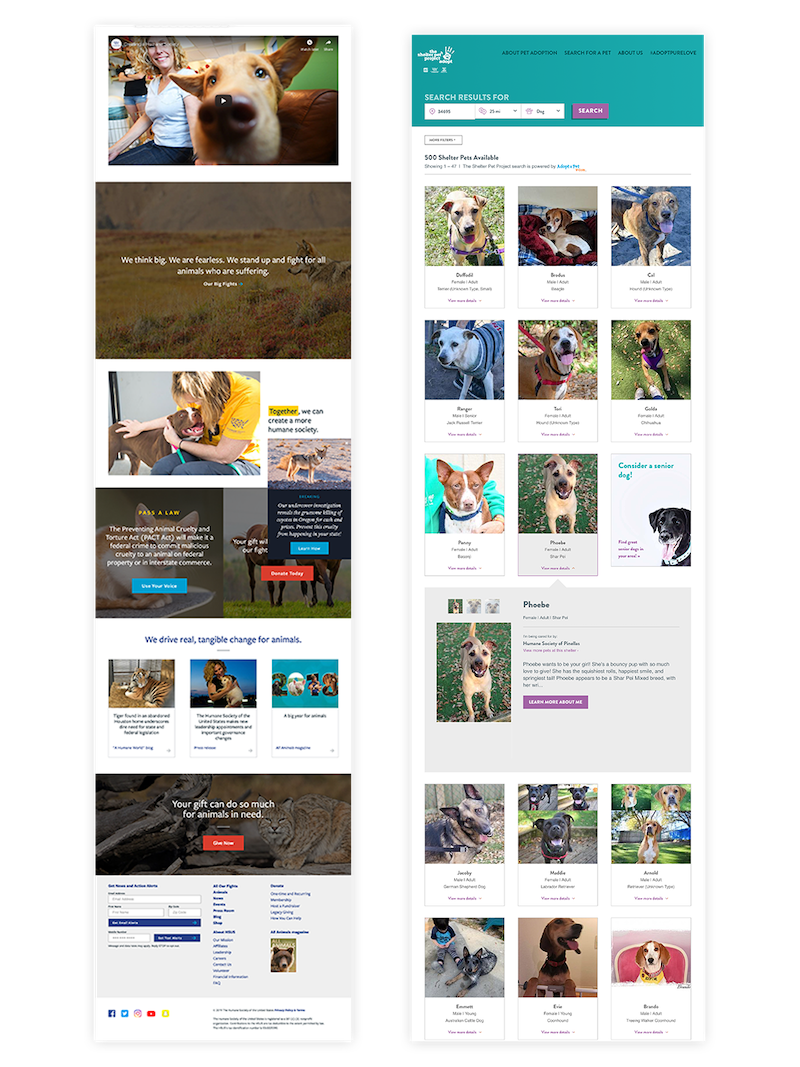 We think big. We are fearless. We stand up and fight for all
animals who are suffering.
Our Big Fights →
Together, we can
create a more
humane society.
PASS A LAW
The Preventing Animal Cruelty and
Torture Act (PACT Act) will make it a
federal crime to commit malicious
cruelty to an animal on federal
property or in interstate commerce.
Use Your Voice
Your gift will
our fight
Donate Today
BREAKING
Our undercover investigation
reveals the gruesome killing of
coyotes in Oregon for cash and
prizes. Prevent this cruelty
from happening in your state!
Learn How
We drive real, tangible change for animals.
Tiger found in an abandoned
Houston home underscores
dire need for state and
federal legislation
"A Humane World" blog →
The Humane Society of the
United States makes new
leadership appointments and
important governance
changes
Press release →
2018
A big year for animals
All Animals magazine →
Your gift can do so much
for animals in need.
Give Now
Get News and Action Alerts
Email Address
Email Address
First Name
Zip Code
First Name
Zip Code
Get Email Alerts
Mobile Number
Get Text Alerts
All Our Fights
Animals
News
Events
Press Room
Blog
Shop
About HSUS
Our Mission
Affiliates
Leadership
Careers
Contact Us
Volunteer
Financial Information
FAQ
Donate
One-time and Recurring
Membership
Host a Fundraiser
Legacy Giving
How You Can Help
All Animals magazine
ALL
ANIMALS
the
shelter pet
project
adopt
ABOUT PET ADOPTION
SEARCH FOR A PET
ABOUT US
#ADOPTPURELOVE
SEARCH RESULTS FOR
34695
25 mi
Dog
SEARCH
MORE FILTERS
500 Shelter Pets Available
Showing 1 – 47 | The Shelter Pet Project search is powered by Adopt a Pet
Daffodil
Female | Adult
Terrier (Unknown Type, Small)
View more details →
Brodus
Male | Adult
Beagle
View more details →
Cal
Male | Adult
Hound (Unknown Type)
View more details →
Ranger
Male | Senior
Jack Russell Terrier
View more details →
Tori
Female | Adult
Hound (Unknown Type)
View more details →
Golda
Female | Adult
Chihuahua
View more details →
Penny
Female | Adult
Basenji
View more details →
Phoebe
Female | Adult
Shar Pei
View more details →
Consider a senior
dog!
Find great
senior dogs in
your area! »
Phoebe
Female | Adult | Shar Pei
I'm being cared for by:
Humane Society of Pinellas
View more pets at this shelter ›
Phoebe wants to be your girl! She's a bouncy pup with so much
love to give! She has the squishiest rolls, happiest smile, and
springiest tail! Phoebe appears to be a Shar Pei Mixed breed, with
her wri...
LEARN MORE ABOUT ME
Jacoby
Male | Adult
German Shepherd Dog
View more details →
Maddie
Female | Adult
Labrador Retriever
View more details →
Arnold
Male | Adult
Retriever (Unknown Type)
View more details →
Emmett
Male | Young
Australian Cattle Dog
View more details →
Evie
Female | Young
Coonhound
View more details →
Brando
Male | Young
Treeing Walker Coonhound
View more details →